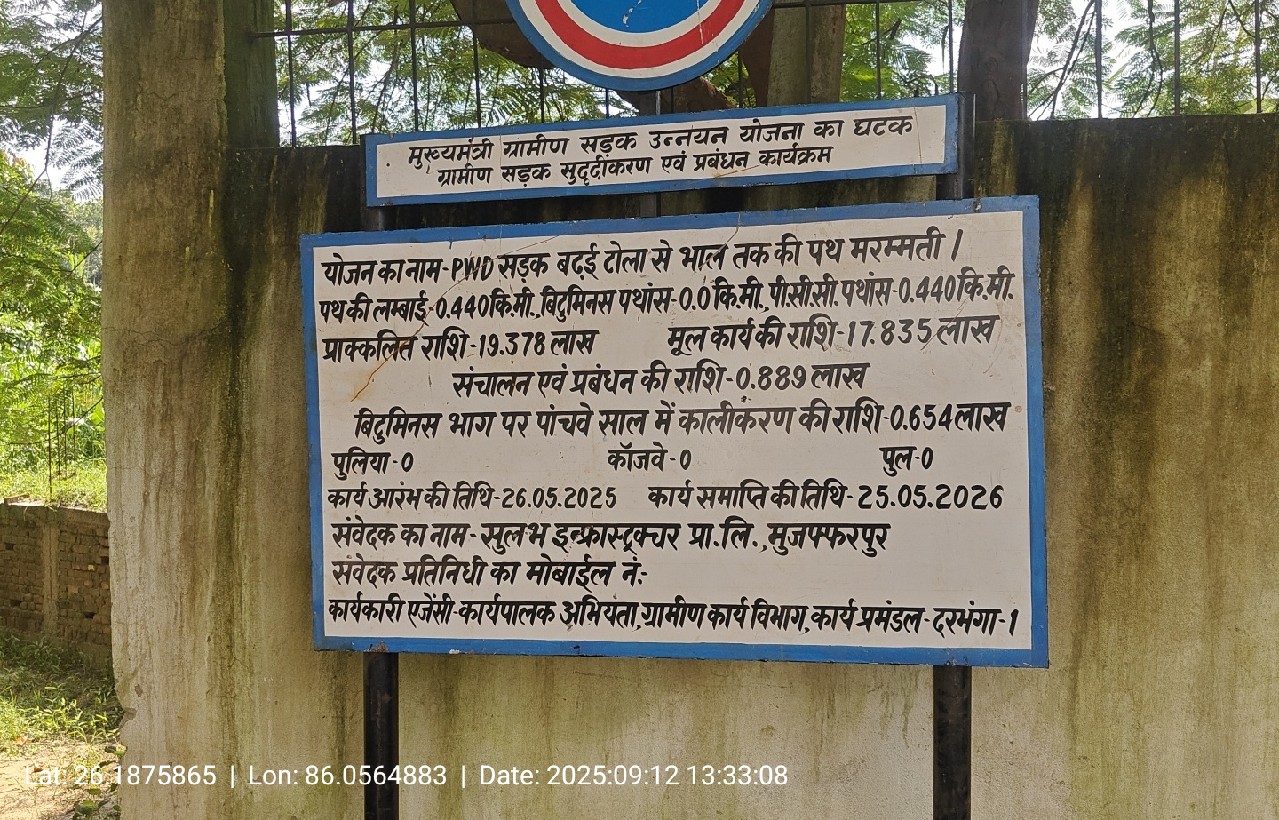 मुख्यमंत्री ग्रामीण सड़क उन्नयन योजना का घटक
ग्रामीण सड़क सुदृदीकरण एवं प्रबंधन कार्यक्रम
योजन का नाम-PWD सड़क बढ़ई टोला से भाल तक की पथ मरम्मती /
पथ की लम्बाई-0.440कि.मी.,बिटुमिनस पथांस-0.0 कि.मी.,पी.सी.सी. पथांस-0.440कि.मी.
प्राक्कलित राशि-19.378 लाख मूल कार्य की राशि-17.835 लाख
संचालन एवं प्रबंधन की राशि-0.889 लाख
बिटुमिनस भाग पर पांचवे साल में कालीकरण की राशि-0.654 लाख
पुलिया-0 कॉजवे-0 पुल-0
कार्य आरंभ की तिथि-26.05.2025 कार्य समाप्ति की तिथि-25.05.2026
संवेदक का नाम-सुलभ इन्फ्रास्ट्रक्चर प्रा.लि.,मुजफ्फरपुर
संवेदक प्रतिनिधी का मोबाईल नं:-
कार्यकारी एजेंसी-कार्यपालक अभियंता,ग्रामीण कार्य विभाग,कार्य प्रमंडल-दरभंगा-1
Lat: 26.1875865 | Lon: 86.0564883 | Date: 2025:09:12 13:33:08